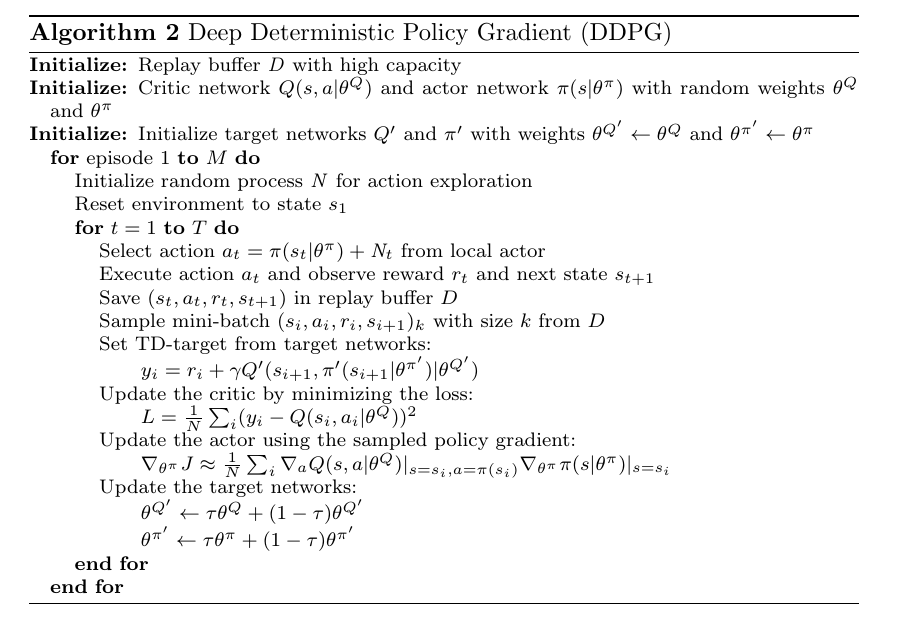 Algorithm 2 Deep Deterministic Policy Gradient (DDPG)
Initialize: Replay buffer $D$ with high capacity
Initialize: Critic network $Q(s, a|\theta^Q)$ and actor network $\pi(s|\theta^\pi)$ with random weights $\theta^Q$
and $\theta^\pi$
Initialize: Initialize target networks $Q'$ and $\pi'$ with weights $\theta^{Q'} \leftarrow \theta^Q$ and $\theta^{\pi'} \leftarrow \theta^\pi$
for episode 1 to $M$ do
Initialize random process $N$ for action exploration
Reset environment to state $s_1$
for $t = 1$ to $T$ do
Select action $a_t = \pi(s_t|\theta^\pi) + N_t$ from local actor
Execute action $a_t$ and observe reward $r_t$ and next state $s_{t+1}$
Save $(s_t, a_t, r_t, s_{t+1})$ in replay buffer $D$
Sample mini-batch $(s_i, a_i, r_i, s_{i+1})_k$ with size $k$ from $D$
Set TD-target from target networks:
$y_i = r_i + \gamma Q'(s_{i+1}, \pi'(s_{i+1}|\theta^{\pi'})|\theta^{Q'})$
Update the critic by minimizing the loss:
$L = \frac{1}{N} \sum_i (y_i - Q(s_i, a_i|\theta^Q))^2$
Update the actor using the sampled policy gradient:
$\nabla_{\theta^\pi} J \approx \frac{1}{N} \sum_i \nabla_a Q(s, a|\theta^Q)|_{s=s_i, a=\pi(s_i)} \nabla_{\theta^\pi} \pi(s|\theta^\pi)|_{s=s_i}$
Update the target networks:
$\theta^{Q'} \leftarrow \tau\theta^Q + (1 - \tau)\theta^{Q'}$
$\theta^{\pi'} \leftarrow \tau\theta^\pi + (1 - \tau)\theta^{\pi'}$
end for
end for